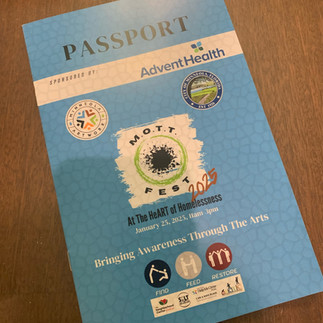 PASSPORT
SPONSORED BY:
AdventHealth
M.O.T.T.
FEST
2025
At The HeART of Homelessness
January 25, 2025, 11am-3pm
Bringing Awareness Through The Arts
FIND
FEED
RESTORE